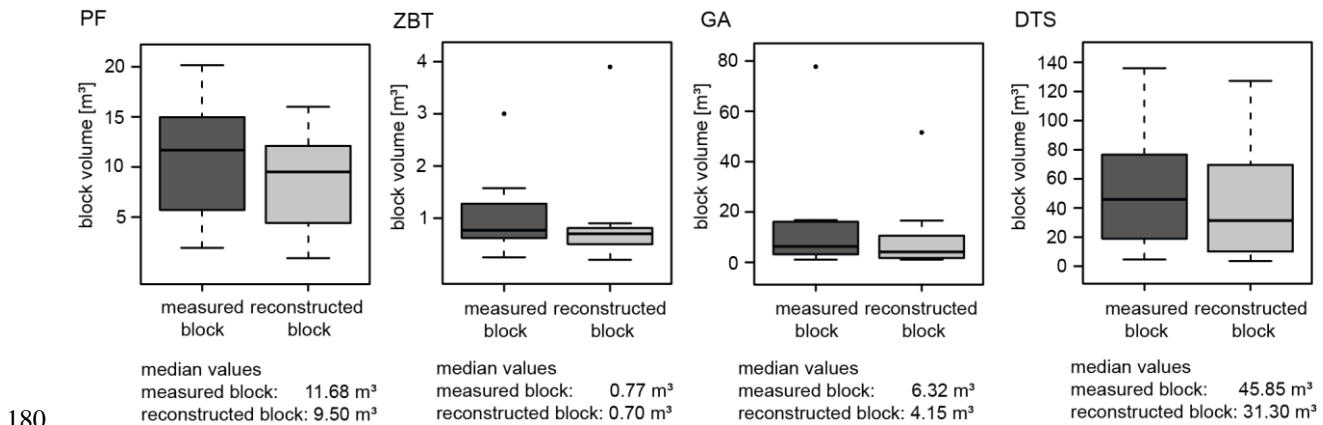 PF
block volume [m³]
20
15
10
5
measured block
reconstructed block
median values
measured block: 11.68 m³
reconstructed block: 9.50 m³
ZBT
block volume [m³]
4
3
2
1
measured block
reconstructed block
median values
measured block: 0.77 m³
reconstructed block: 0.70 m³
GA
block volume [m³]
80
60
40
20
0
measured block
reconstructed block
median values
measured block: 6.32 m³
reconstructed block: 4.15 m³
DTS
block volume [m³]
140
120
100
80
60
40
20
0
measured block
reconstructed block
median values
measured block: 45.85 m³
reconstructed block: 31.30 m³
180